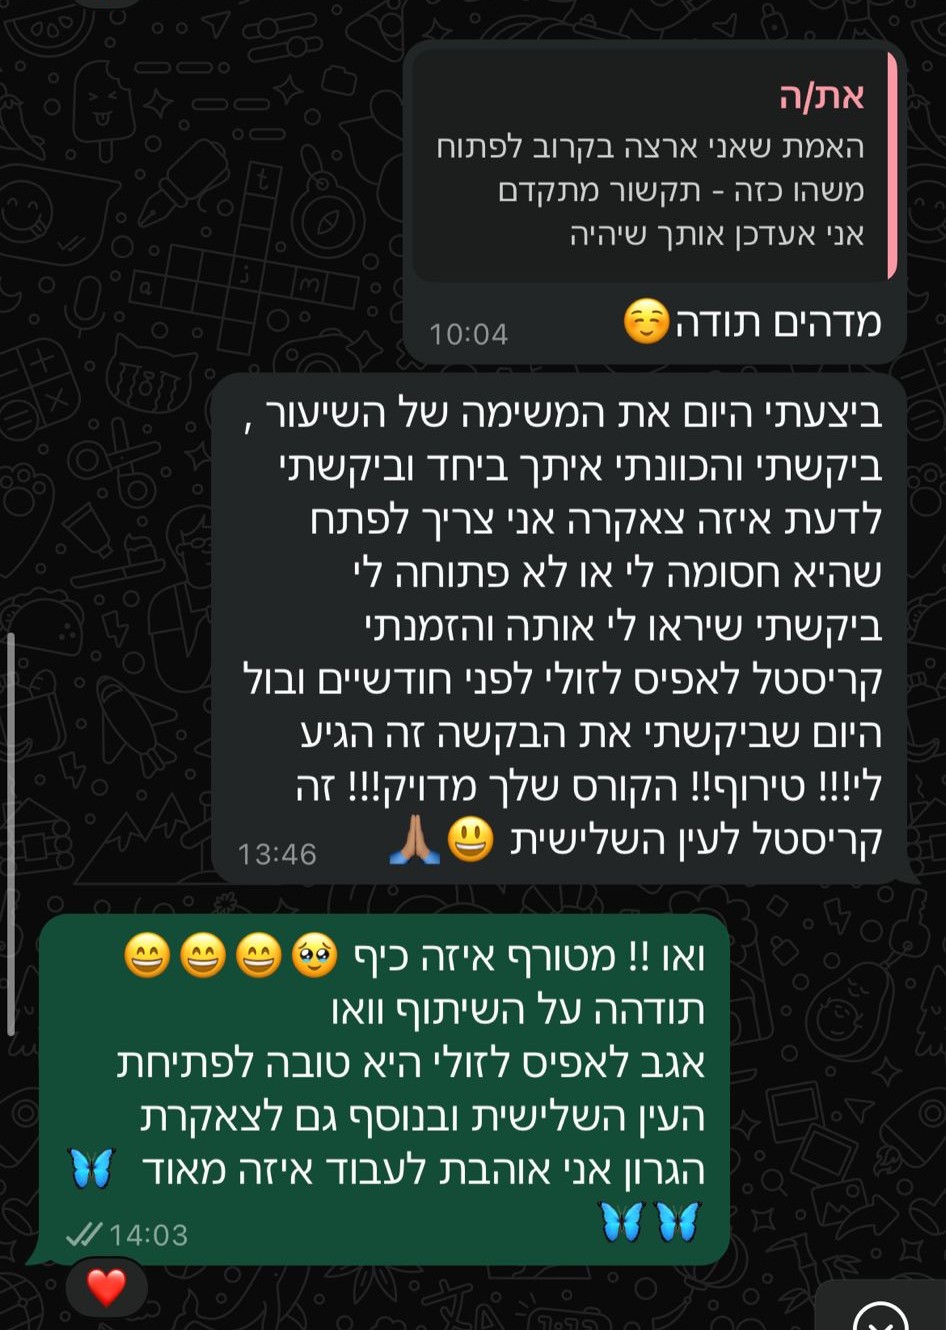 את/ה
האמת שאני ארצה בקרוב לפתוח
משהו כזה - תקשור מתקדם
אני אעדכן אותך שיהיה
מדהים תודה☺️
10:04
ביצעתי היום את המשימה של השיעור ,
ביקשתי והכוונתי איתך ביחד וביקשתי
לדעת איזה צאקרה אני צריך לפתח
שהיא חסומה לי או לא פתוחה לי
ביקשתי שיראו לי אותה והזמנתי
קריסטל לאפיס לזולי לפני חודשיים ובול
היום שביקשתי את הבקשה זה הגיע
לי!!! טירוף!! הקורס שלך מדויק!!! זה
קריסטל לעין השלישית 😃🙏🏽
13:46
ואו !! מטורף איזה כיף 🥹😄😄😄
תודהה על השיתוף וואו
אגב לאפיס לזולי היא טובה לפתיחת
העין השלישית ובנוסף גם לצאקרת
הגרון אני אוהבת לעבוד איזה מאוד 🦋
🦋🦋
14:03